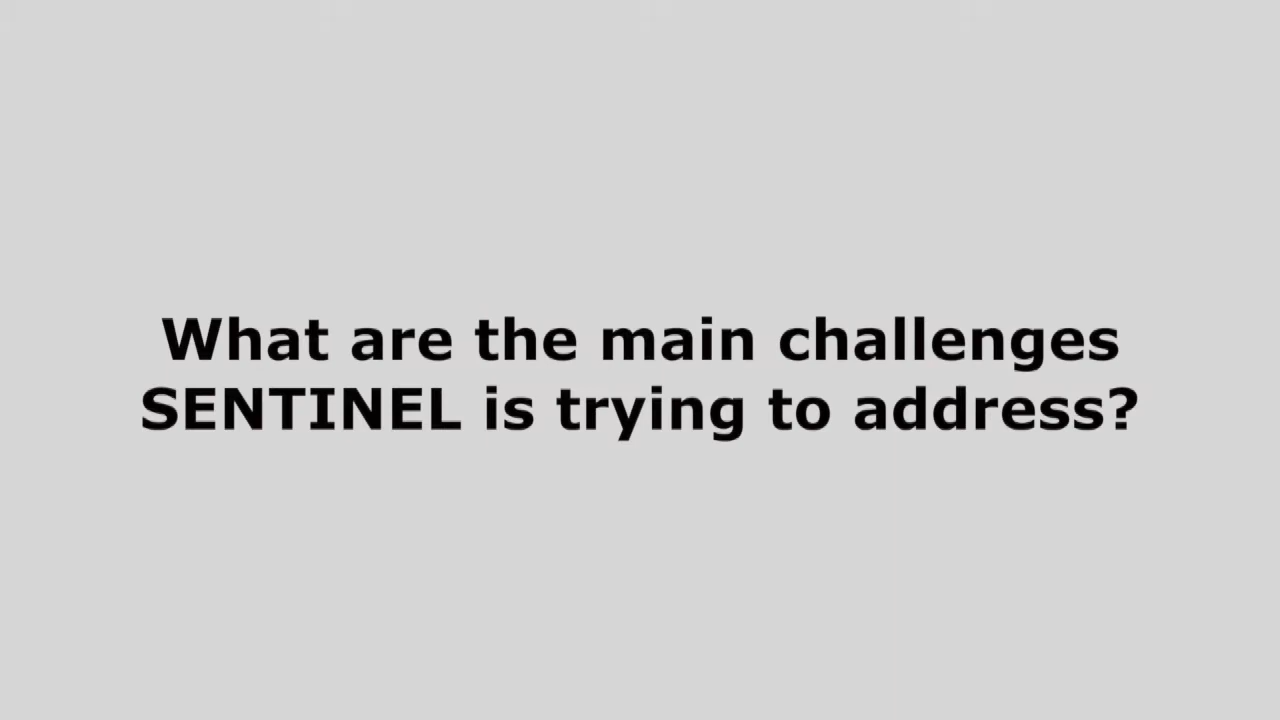 What are the main challenges
SENTINEL is trying to address?